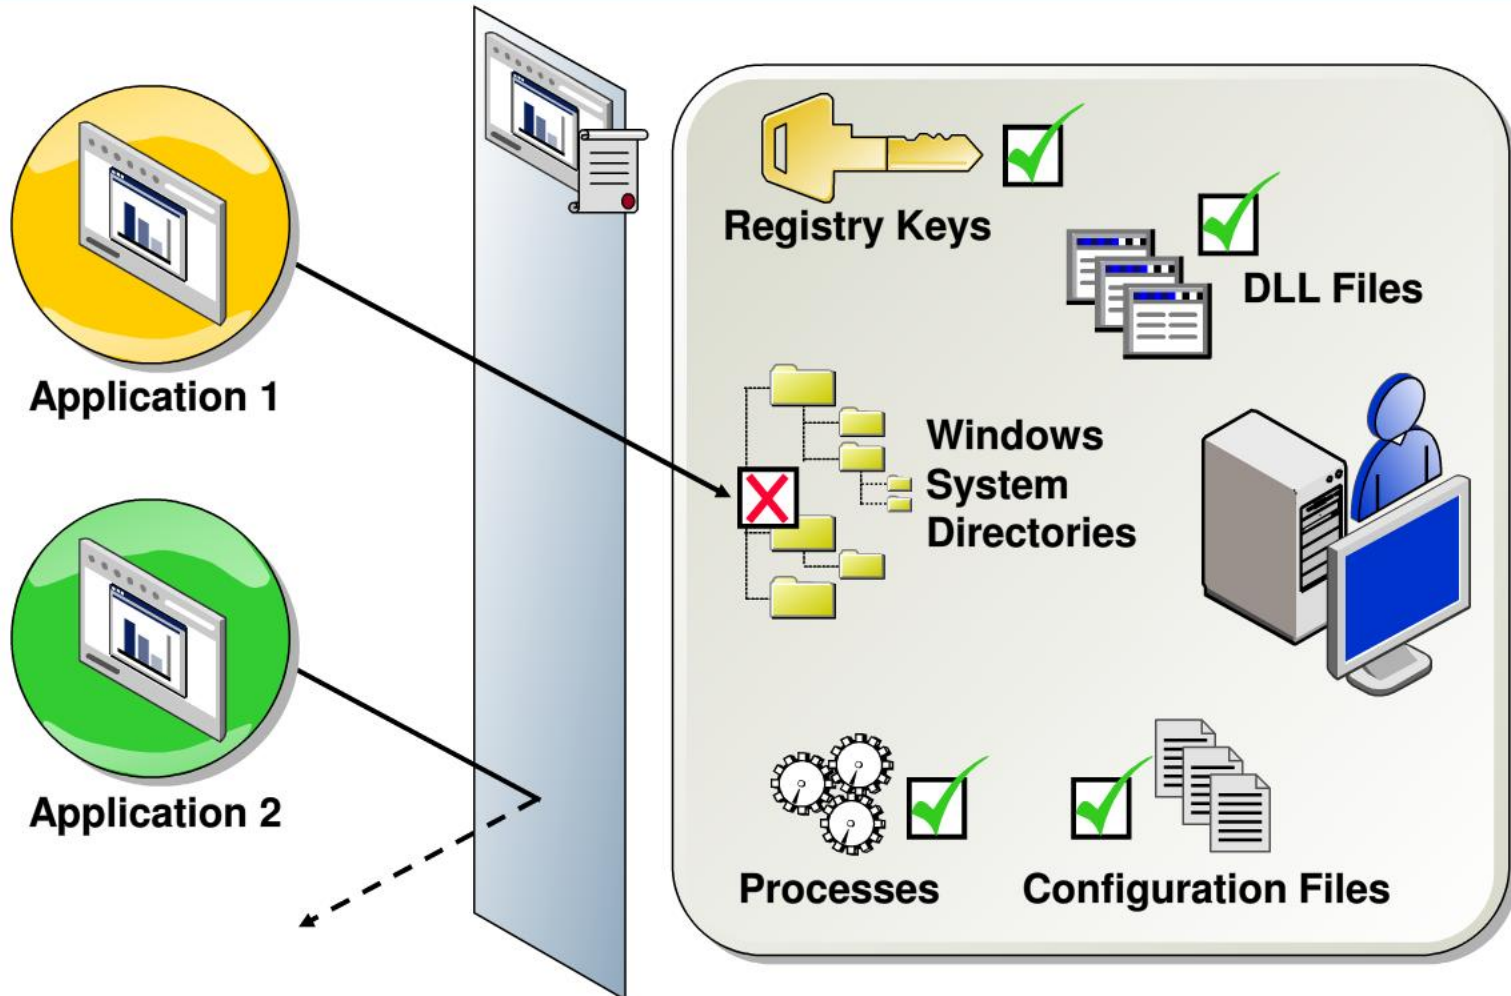 Registry Keys
DLL Files
Application 1
Windows
System
Directories
Application 2
Processes
Configuration Files